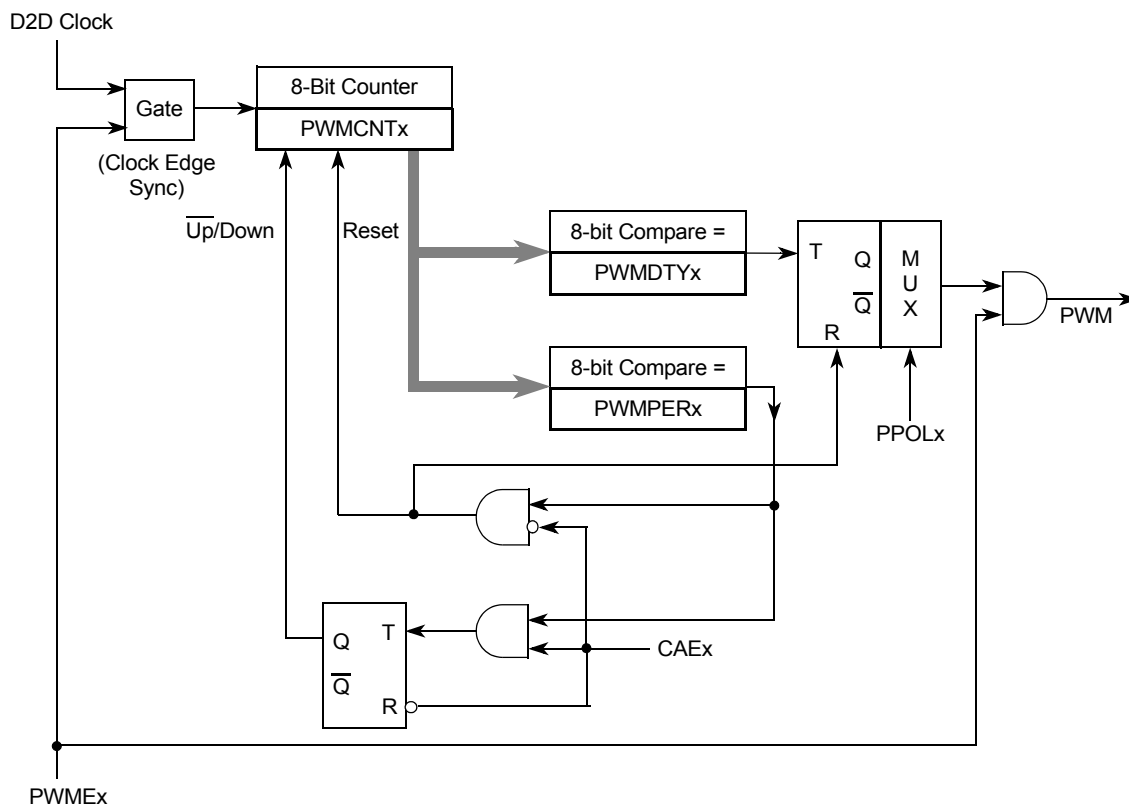 D2D Clock
Gate
(Clock Edge
Sync)
8-Bit Counter
PWMCNTx
U̅p̅/Down
Reset
8-bit Compare =
PWMDTYx
8-bit Compare =
PWMPERx
T
Q
Q̅
R
M
U
X
PWM
PPOLx
Q
T
Q̅
R
CAEx
PWMEx